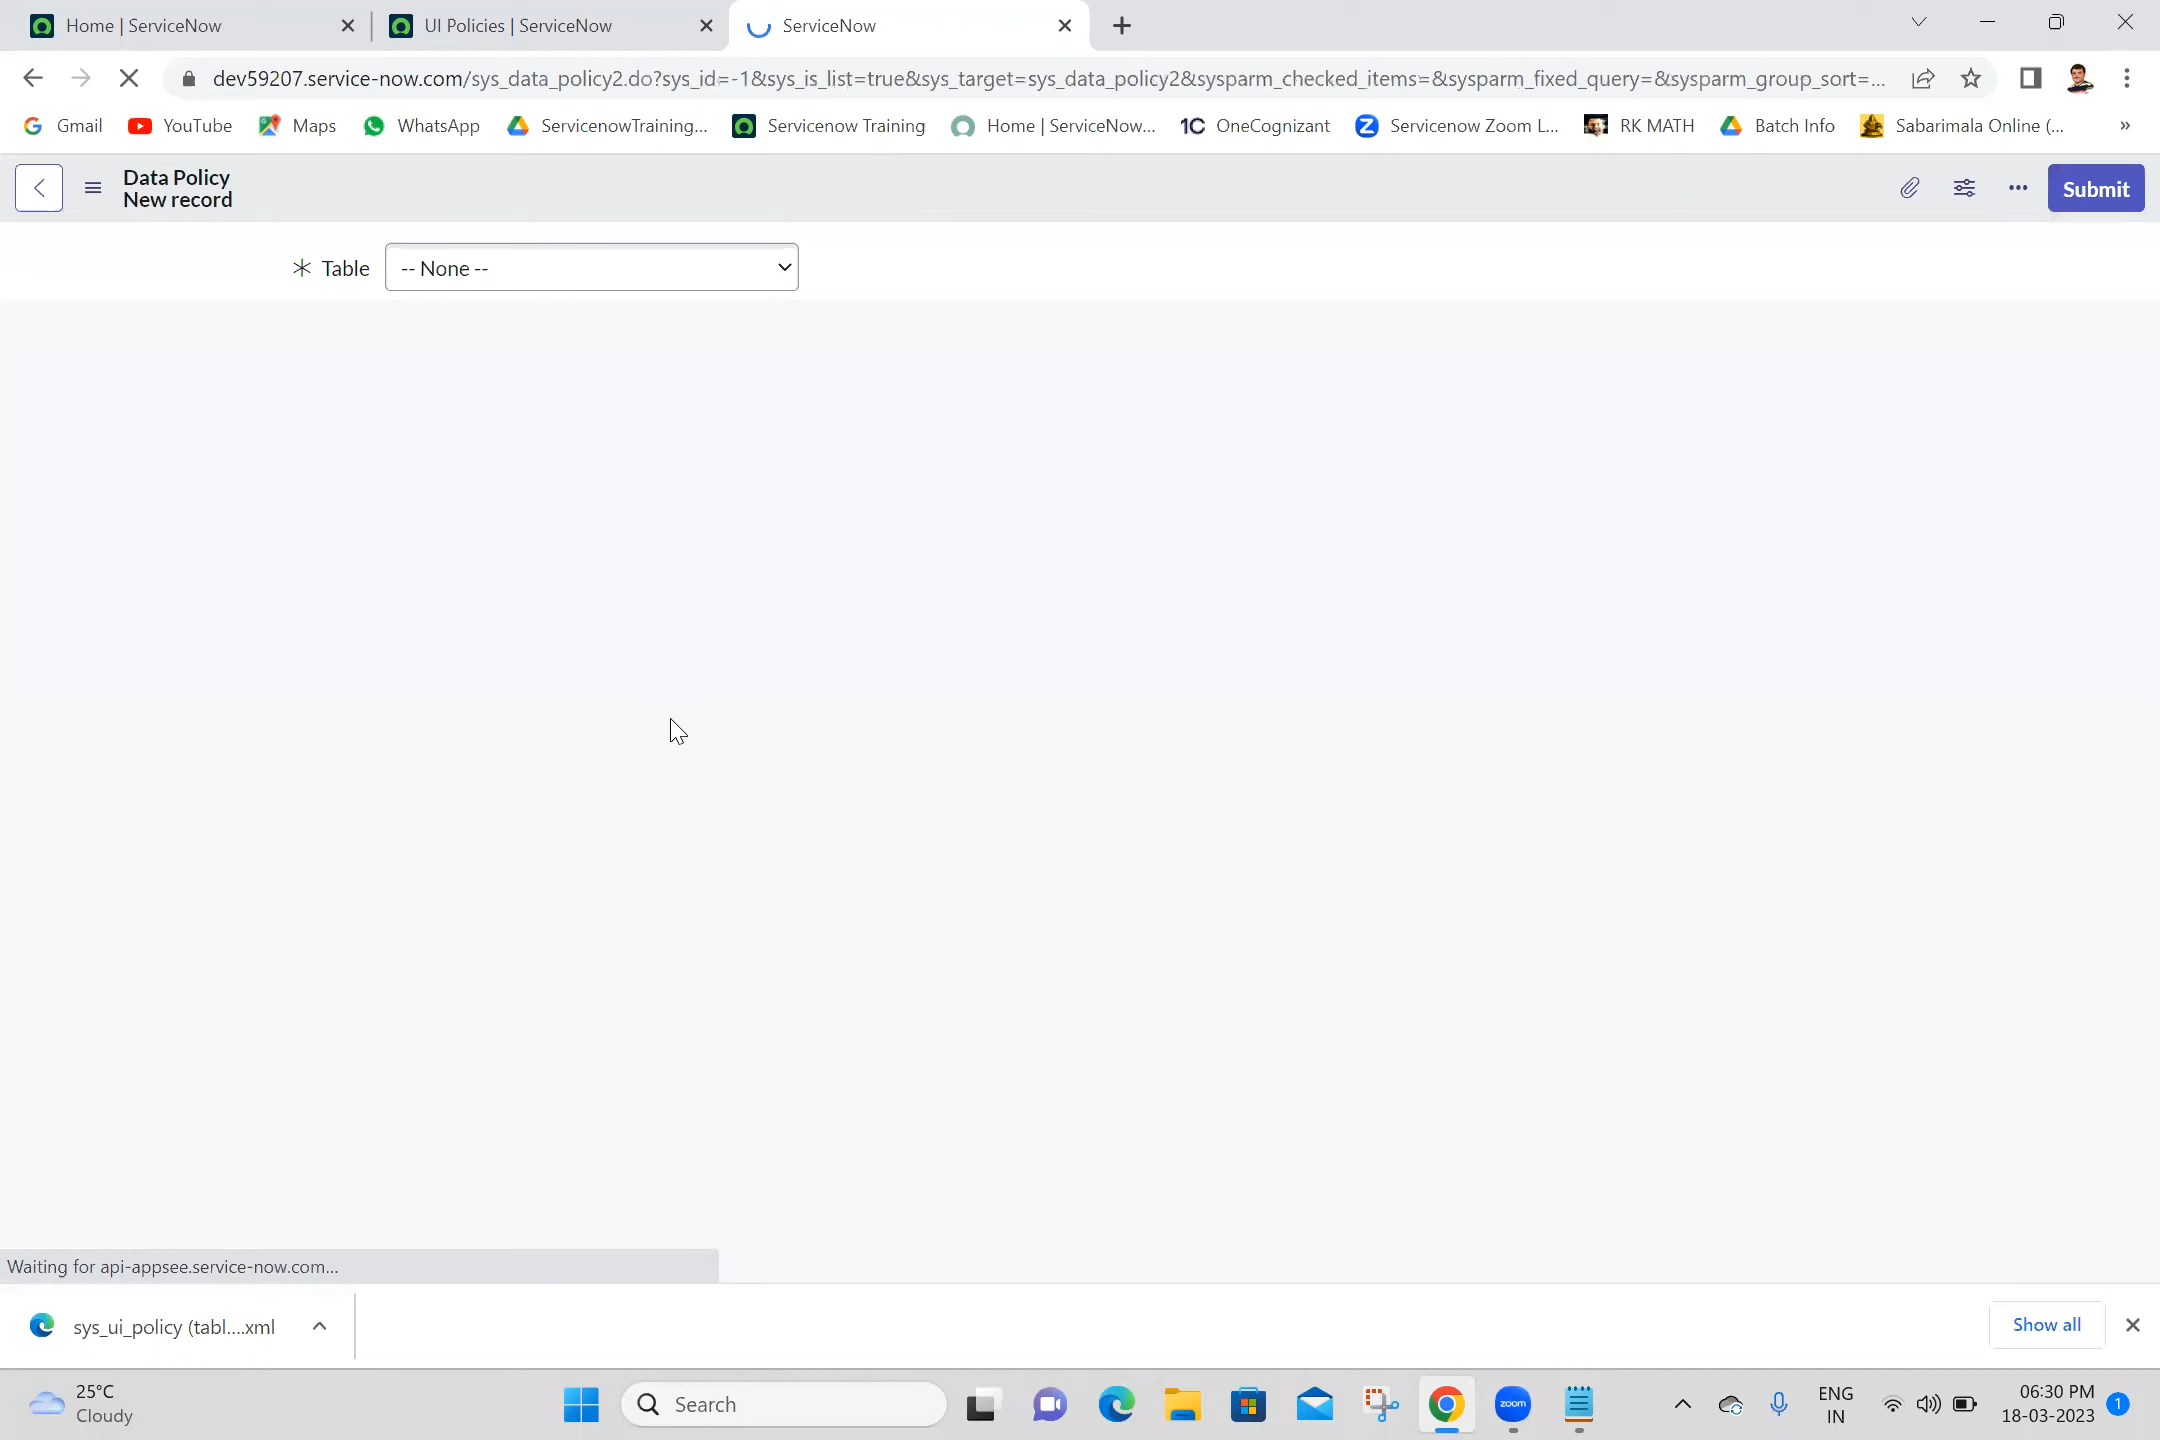 Home | ServiceNow
UI Policies | ServiceNow
ServiceNow
dev59207.service-now.com/sys_data_policy2.do?sys_id=-1&sys_is_list=true&sys_target=sys_data_policy2&sysparm_checked_items=&sysparm_fixed_query=&sysparm_group_sort=...
Gmail
YouTube
Maps
WhatsApp
ServicenowTraining...
Servicenow Training
Home | ServiceNow...
1C OneCognizant
Servicenow Zoom L...
RK MATH
Batch Info
Sabarimala Online (...
»
Data Policy
New record
Submit
Table
-- None --
Waiting for api-appsee.service-now.com...
sys_ui_policy (tabl....xml
Show all
25°C
Cloudy
Search
zoom
ENG
IN
06:30 PM
18-03-2023
1